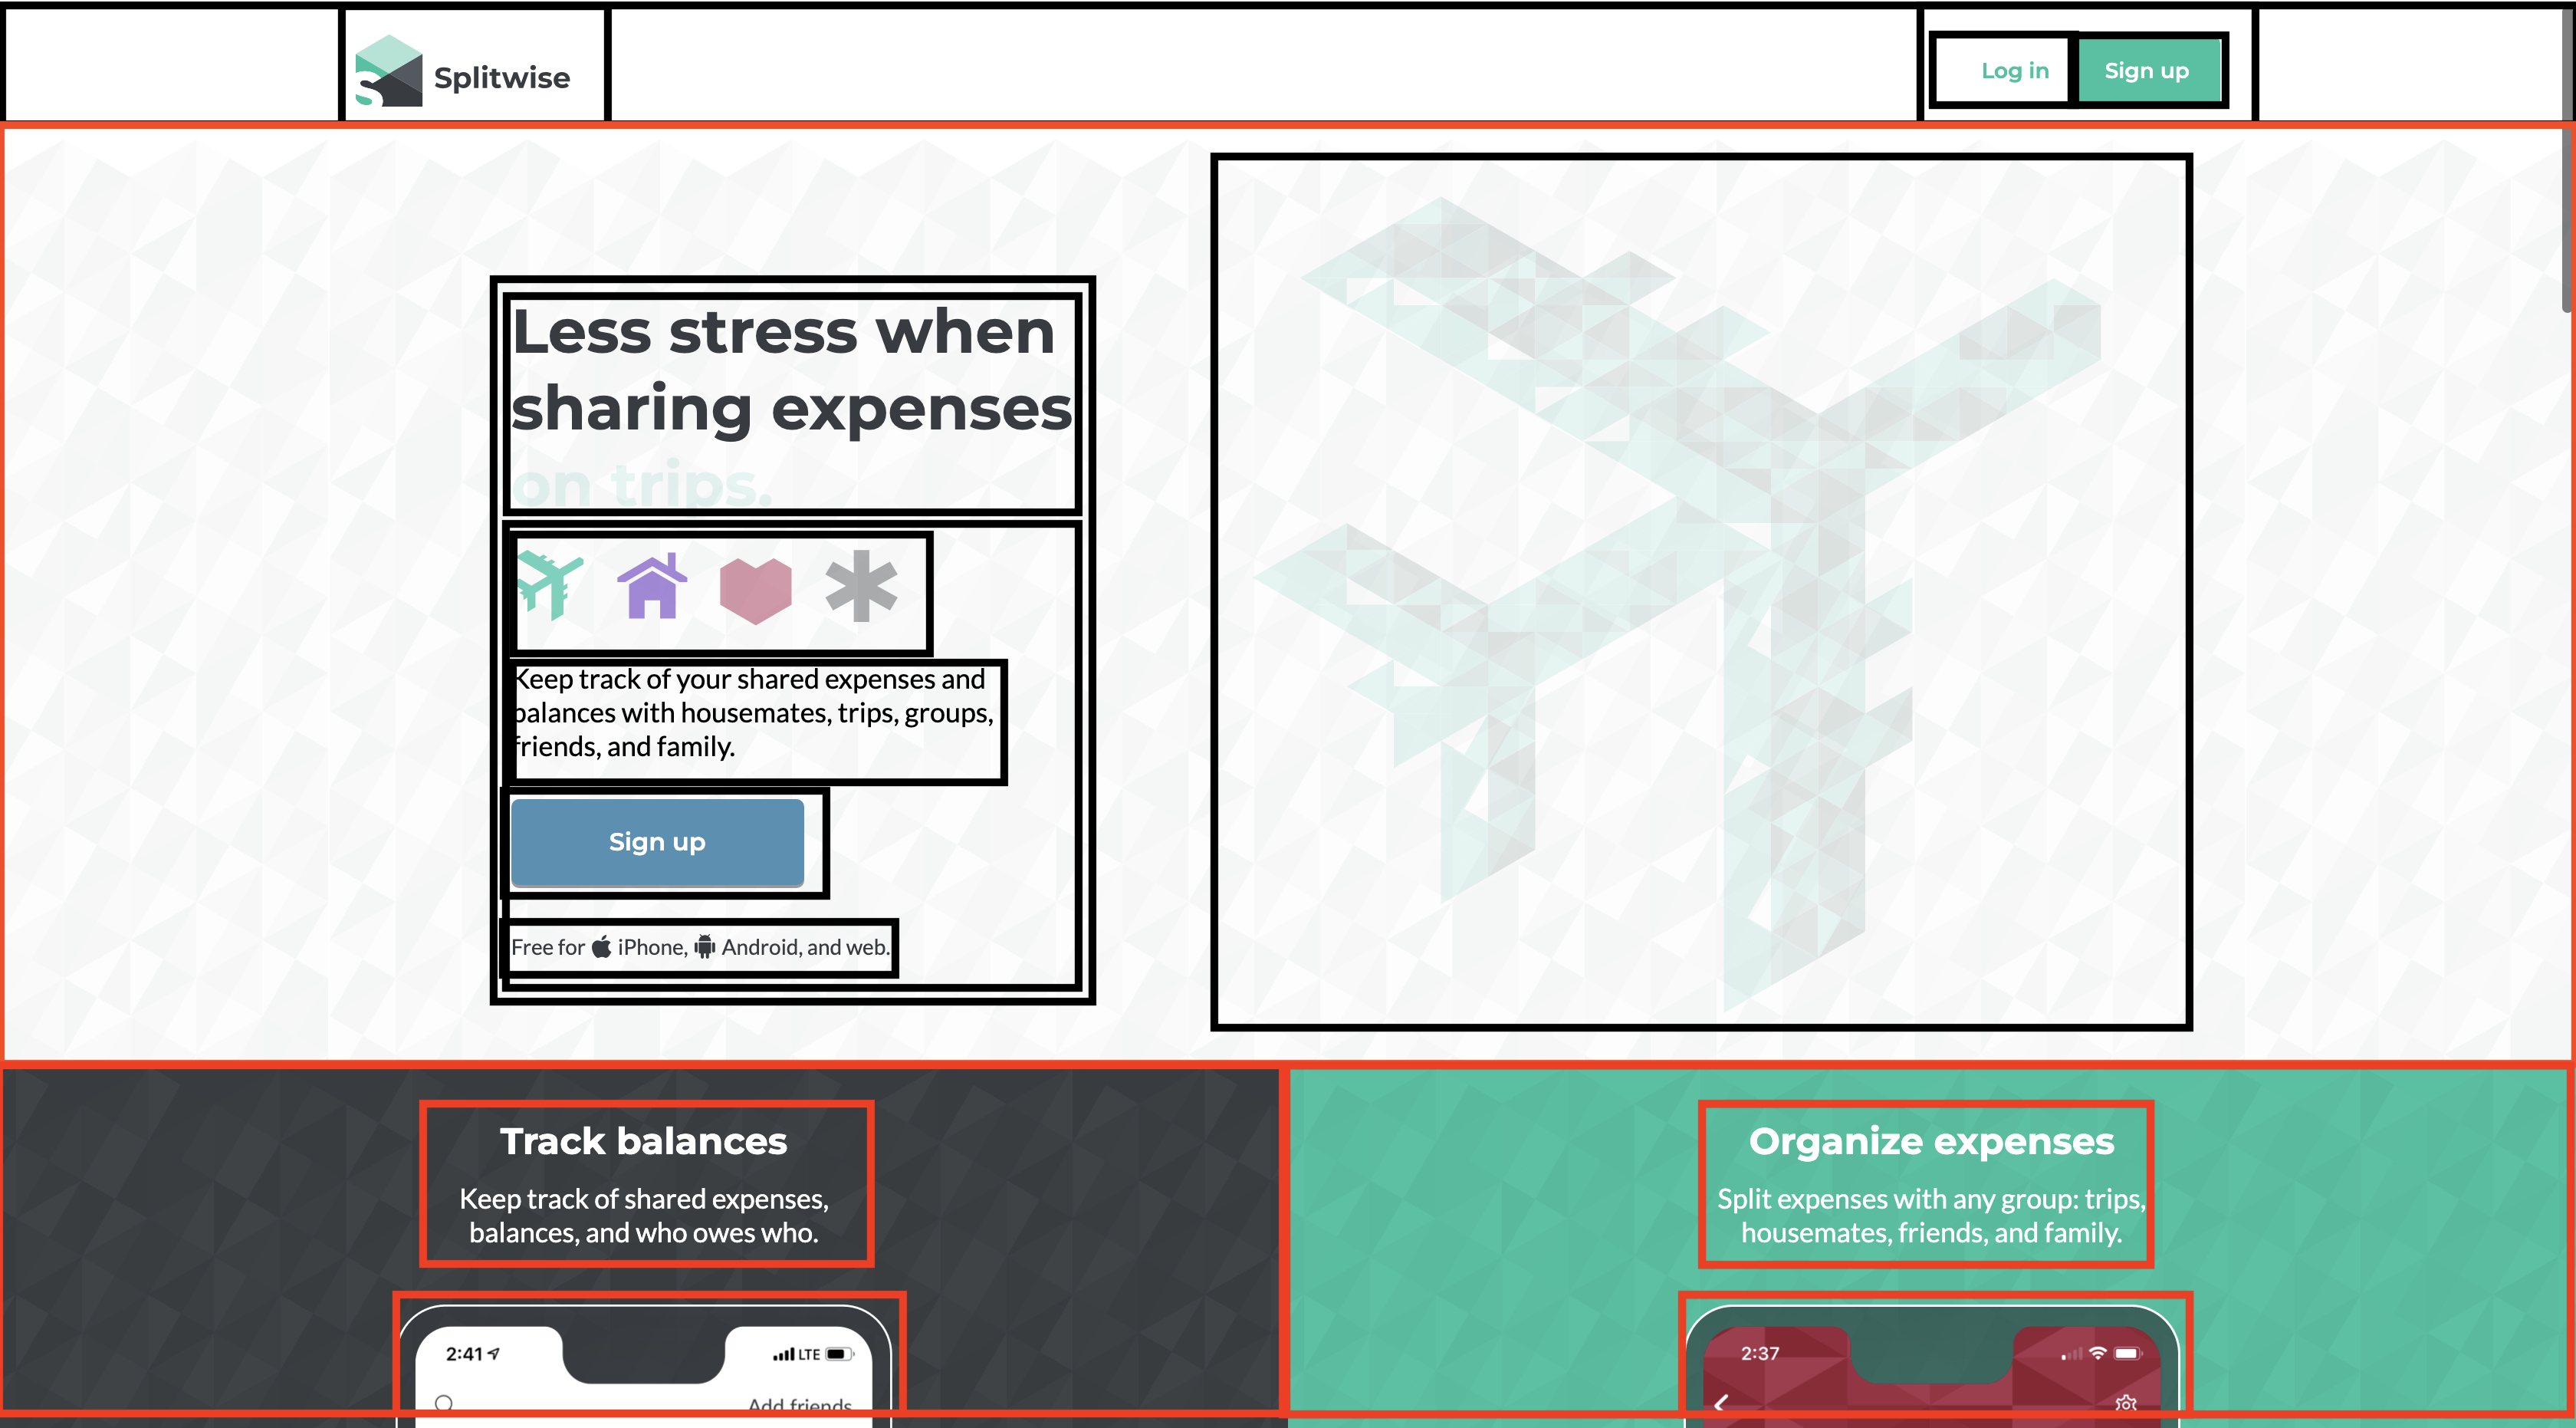 Splitwise
Log in
Sign up
Less stress when
sharing expenses
on trips.
Keep track of your shared expenses and
balances with housemates, trips, groups,
friends, and family.
Sign up
Free for iPhone, Android, and web.
Track balances
Keep track of shared expenses,
balances, and who owes who.
2:41
LTE
Add friends
Organize expenses
Split expenses with any group: trips,
housemates, friends, and family.
2:37